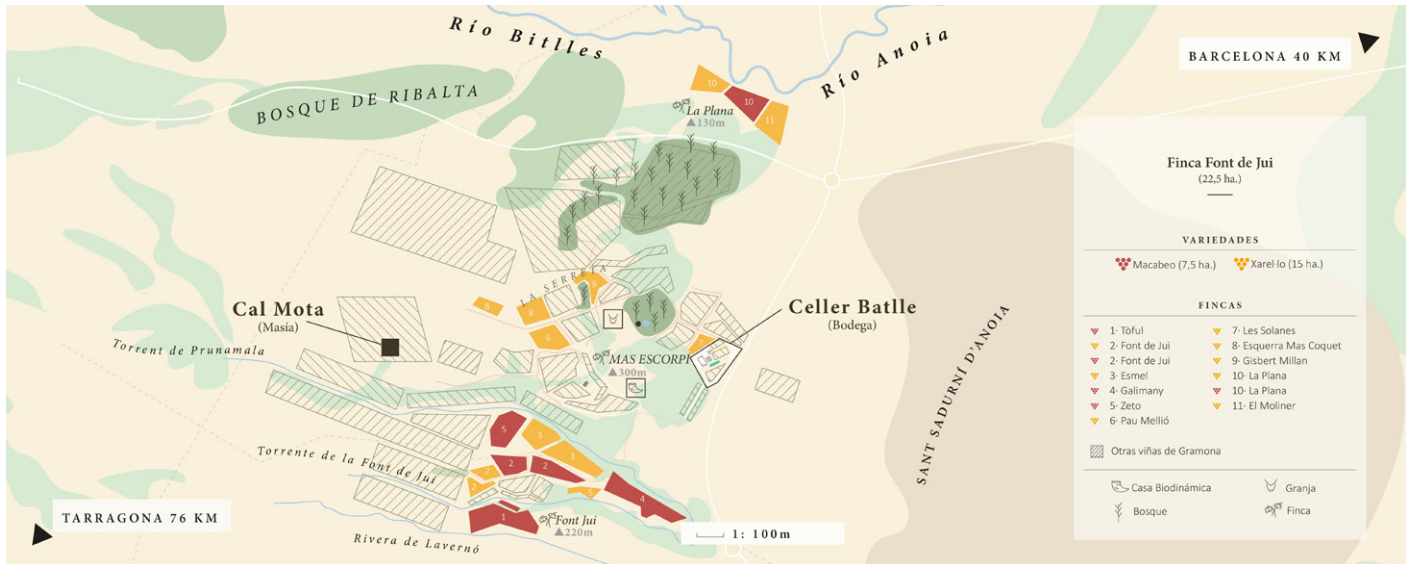 Río Bitlles
Río Anoia
BARCELONA 40 KM
BOSQUE DE RIBALTA
10
10
11
La Plana
130m
LA SERRETA
9
8
8
6
7
Cal Mota
(Masía)
Celler Batlle
(Bodega)
Torrent de Prunamala
MAS ESCORPÍ
300m
SANT SADURNÍ D'ANOIA
5
3
3
2
2
2
2
4
1
Torrente de la Font de Jui
Font Jui
220m
TARRAGONA 76 KM
Rivera de Lavernó
1: 100m
Finca Font de Jui
(22,5 ha.)
VARIEDADES
Macabeo (7,5 ha.) Xarel·lo (15 ha.)
FINCAS
1· Tòful
2· Font de Jui
2· Font de Jui
3· Esmel
4· Galimany
5· Zeto
6· Pau Mellió
7· Les Solanes
8· Esquerra Mas Coquet
9· Gisbert Millan
10· La Plana
10· La Plana
11· El Moliner
Otras viñas de Gramona
Casa Biodinámica
Granja
Bosque
Finca